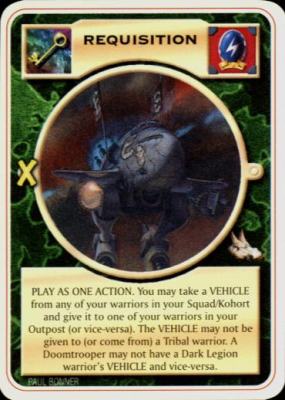 REQUISITION
X
PLAY AS ONE ACTION. You may take a VEHICLE
from any of your warriors in your Squad/Kohort
and give it to one of your warriors in your
Outpost (or vice-versa). The VEHICLE may not be
given to (or come from) a Tribal warrior. A
Doomtrooper may not have a Dark Legion
warrior's VEHICLE and vice-versa.
PAUL BONNER